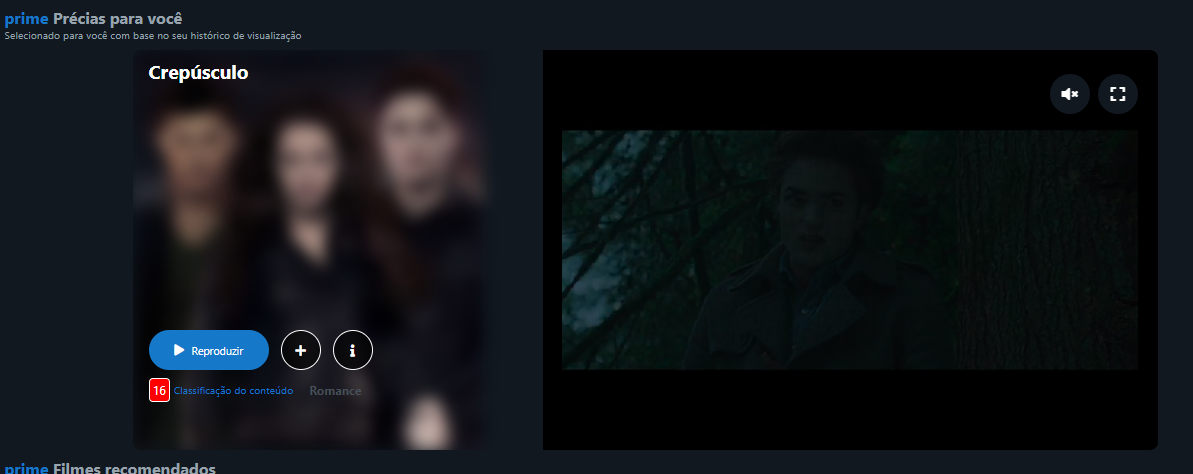 prime Précias para você
Selecionado para você com base no seu histórico de visualização
Crepúsculo
Reproduzir
16 Classificação do conteúdo Romance
prime Filmes recomendados